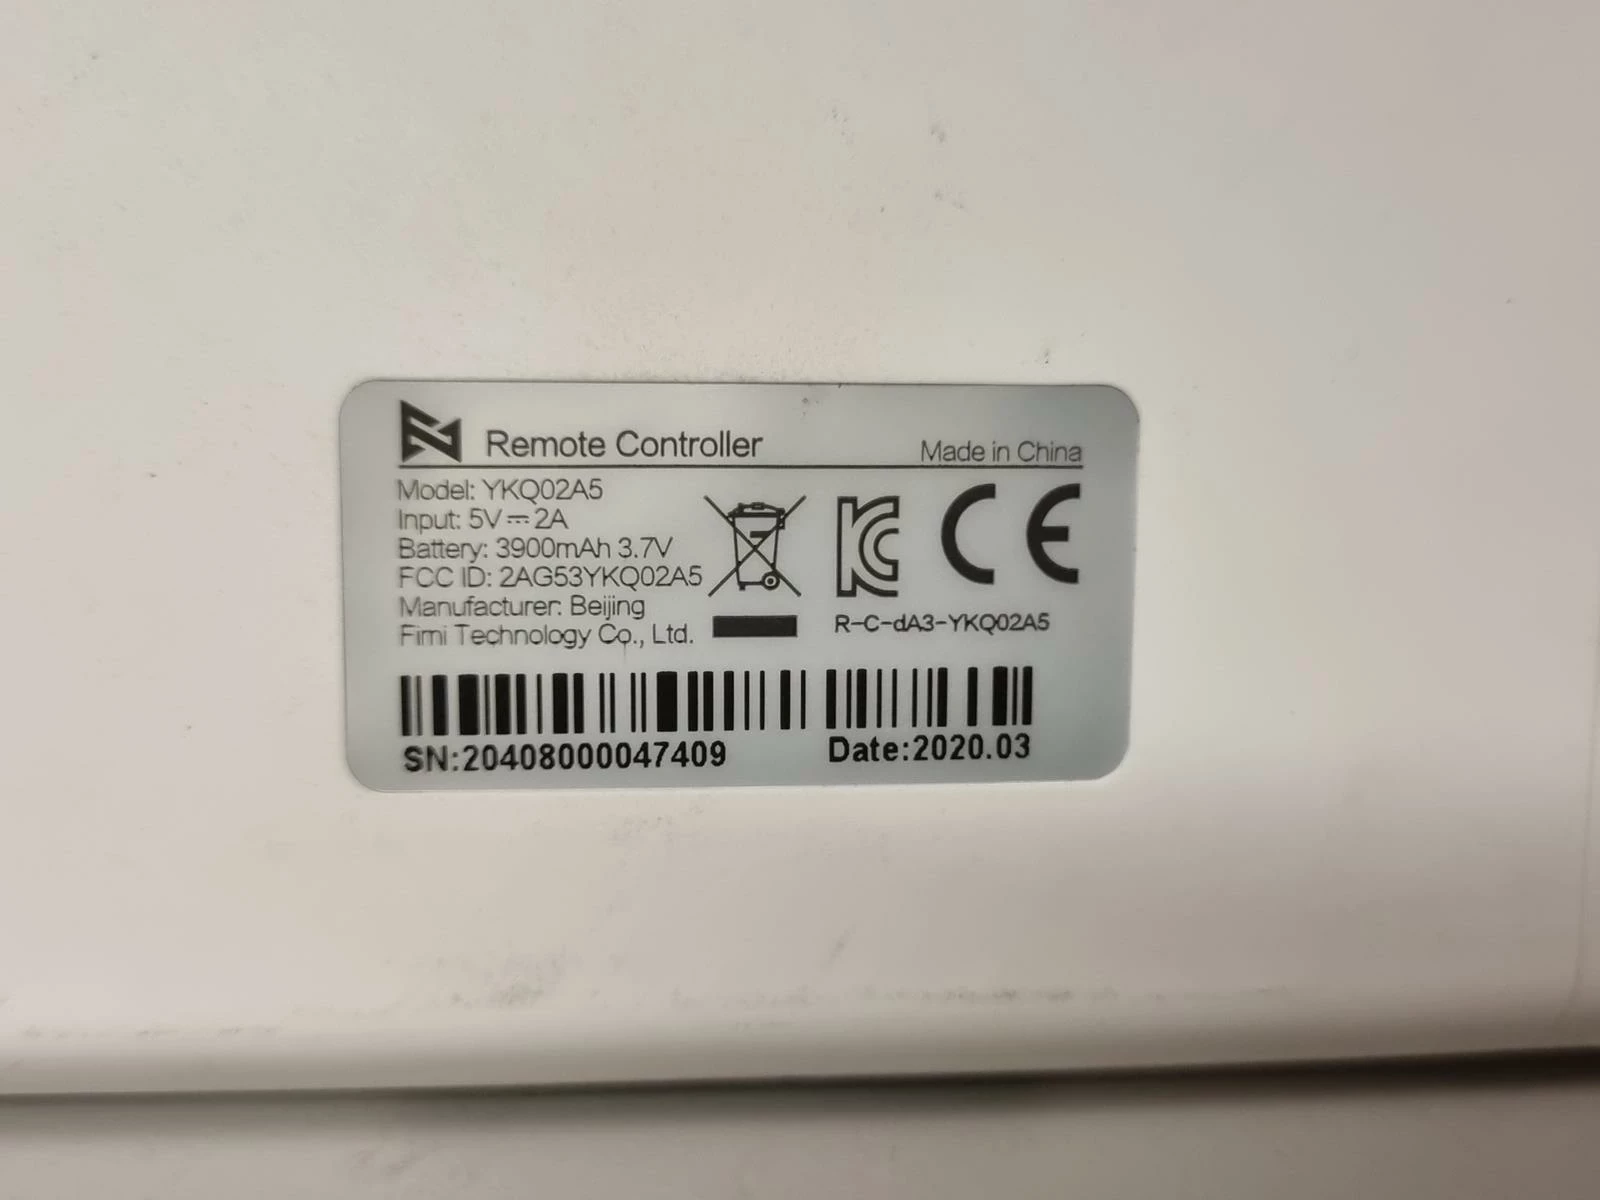 Remote Controller Made in China
Model: YKQ02A5
Input: 5V⎓2A
Battery: 3900mAh 3.7V
FCC ID: 2AG53YKQ02A5
Manufacturer: Beijing
Fimi Technology Co., Ltd.
CE
R-C-dA3-YKQ02A5
SN:20408000047409 Date:2020.03